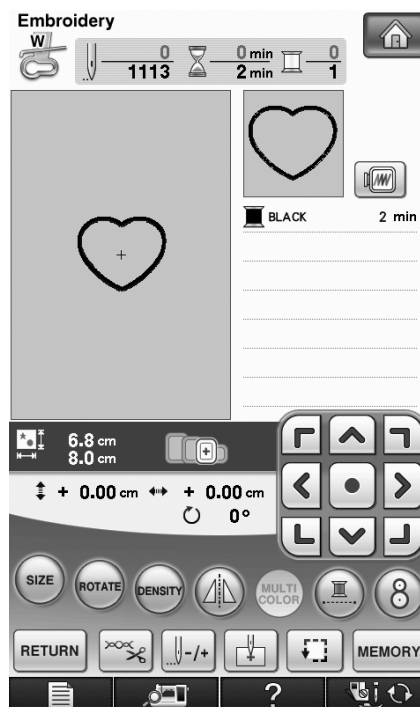 Embroidery
W
0 0 min 0
1113 2 min 1
BLACK 2 min
6.8 cm
8.0 cm
+ 0.00 cm + 0.00 cm
0°
SIZE ROTATE DENSITY MULTI COLOR 8
RETURN -/+ MEMORY
?